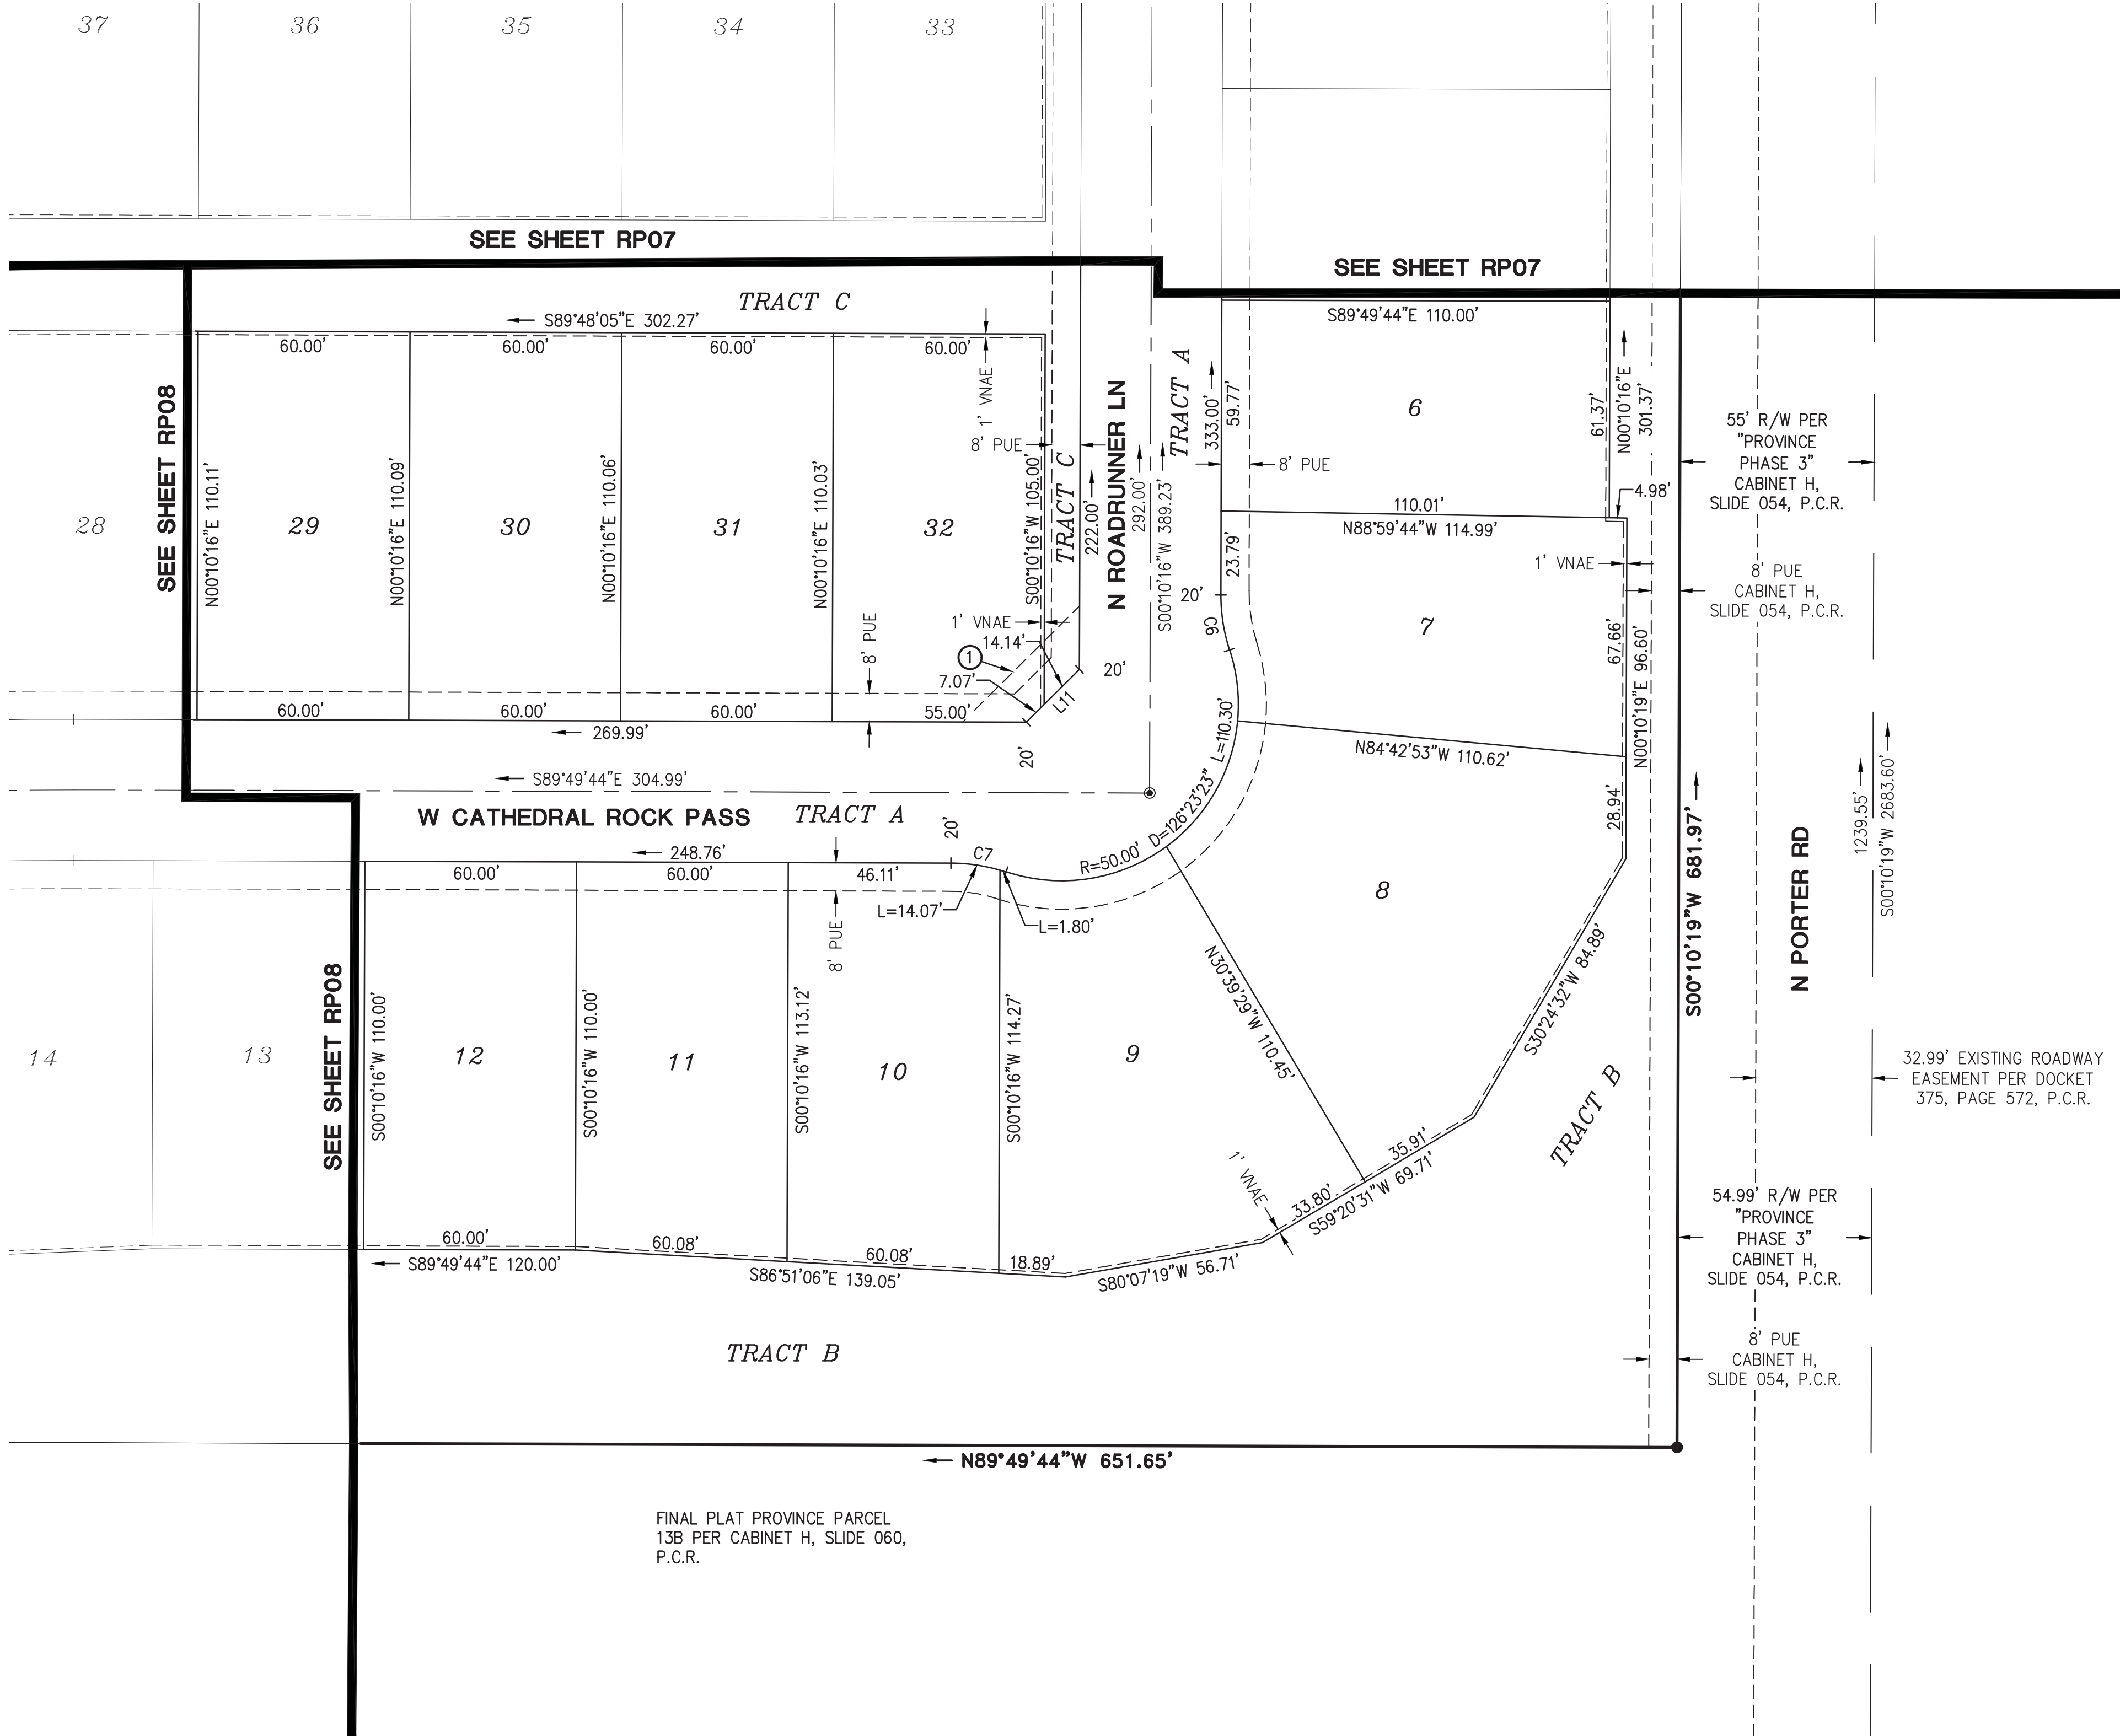 37
36
35
34
33
SEE SHEET RP07
SEE SHEET RP07
TRACT C
S89°48'05"E 302.27'
60.00'
60.00'
60.00'
60.00'
1' VNAE
8' PUE
SEE SHEET RP08
28
29
30
31
32
N00°10'16"E 110.11'
N00°10'16"E 110.09'
N00°10'16"E 110.06'
N00°10'16"E 110.03'
S00°10'16"W 105.00'
TRACT C
222.00'
N ROADRUNNER LN
292.00'
S00°10'16"W 389.23'
TRACT A
333.00'
59.77'
8' PUE
S89°49'44"E 110.00'
6
61.37'
N00°10'16"E
301.37'
4.98'
110.01'
N88°59'44"W 114.99'
23.79'
20'
C6
7
1' VNAE
67.66'
N00°10'19"E 96.60'
N84°42'53"W 110.62'
28.94'
55' R/W PER
"PROVINCE
PHASE 3"
CABINET H,
SLIDE 054, P.C.R.
8' PUE
CABINET H,
SLIDE 054, P.C.R.
8' PUE
1' VNAE
14.14'
1
7.07'
L11
20'
20'
60.00'
60.00'
60.00'
55.00'
269.99'
S89°49'44"E 304.99'
W CATHEDRAL ROCK PASS
TRACT A
20'
C7
R=50.00' D=126°23'23" L=110.30'
248.76'
60.00'
60.00'
46.11'
L=14.07'
L=1.80'
8' PUE
SEE SHEET RP08
14
13
12
11
10
9
8
S00°10'16"W 110.00'
S00°10'16"W 110.00'
S00°10'16"W 113.12'
S00°10'16"W 114.27'
N30°39'29"W 110.45'
S30°24'32"W 84.89'
TRACT B
S00°10'19"W 681.97'
N PORTER RD
1239.55'
S00°10'19"W 2683.60'
32.99' EXISTING ROADWAY
EASEMENT PER DOCKET
375, PAGE 572, P.C.R.
60.00'
60.08'
60.08'
18.89'
S89°49'44"E 120.00'
S86°51'06"E 139.05'
S80°07'19"W 56.71'
1' VNAE
33.80'
35.91'
S59°20'31"W 69.71'
54.99' R/W PER
"PROVINCE
PHASE 3"
CABINET H,
SLIDE 054, P.C.R.
8' PUE
CABINET H,
SLIDE 054, P.C.R.
TRACT B
N89°49'44"W 651.65'
FINAL PLAT PROVINCE PARCEL
13B PER CABINET H, SLIDE 060,
P.C.R.